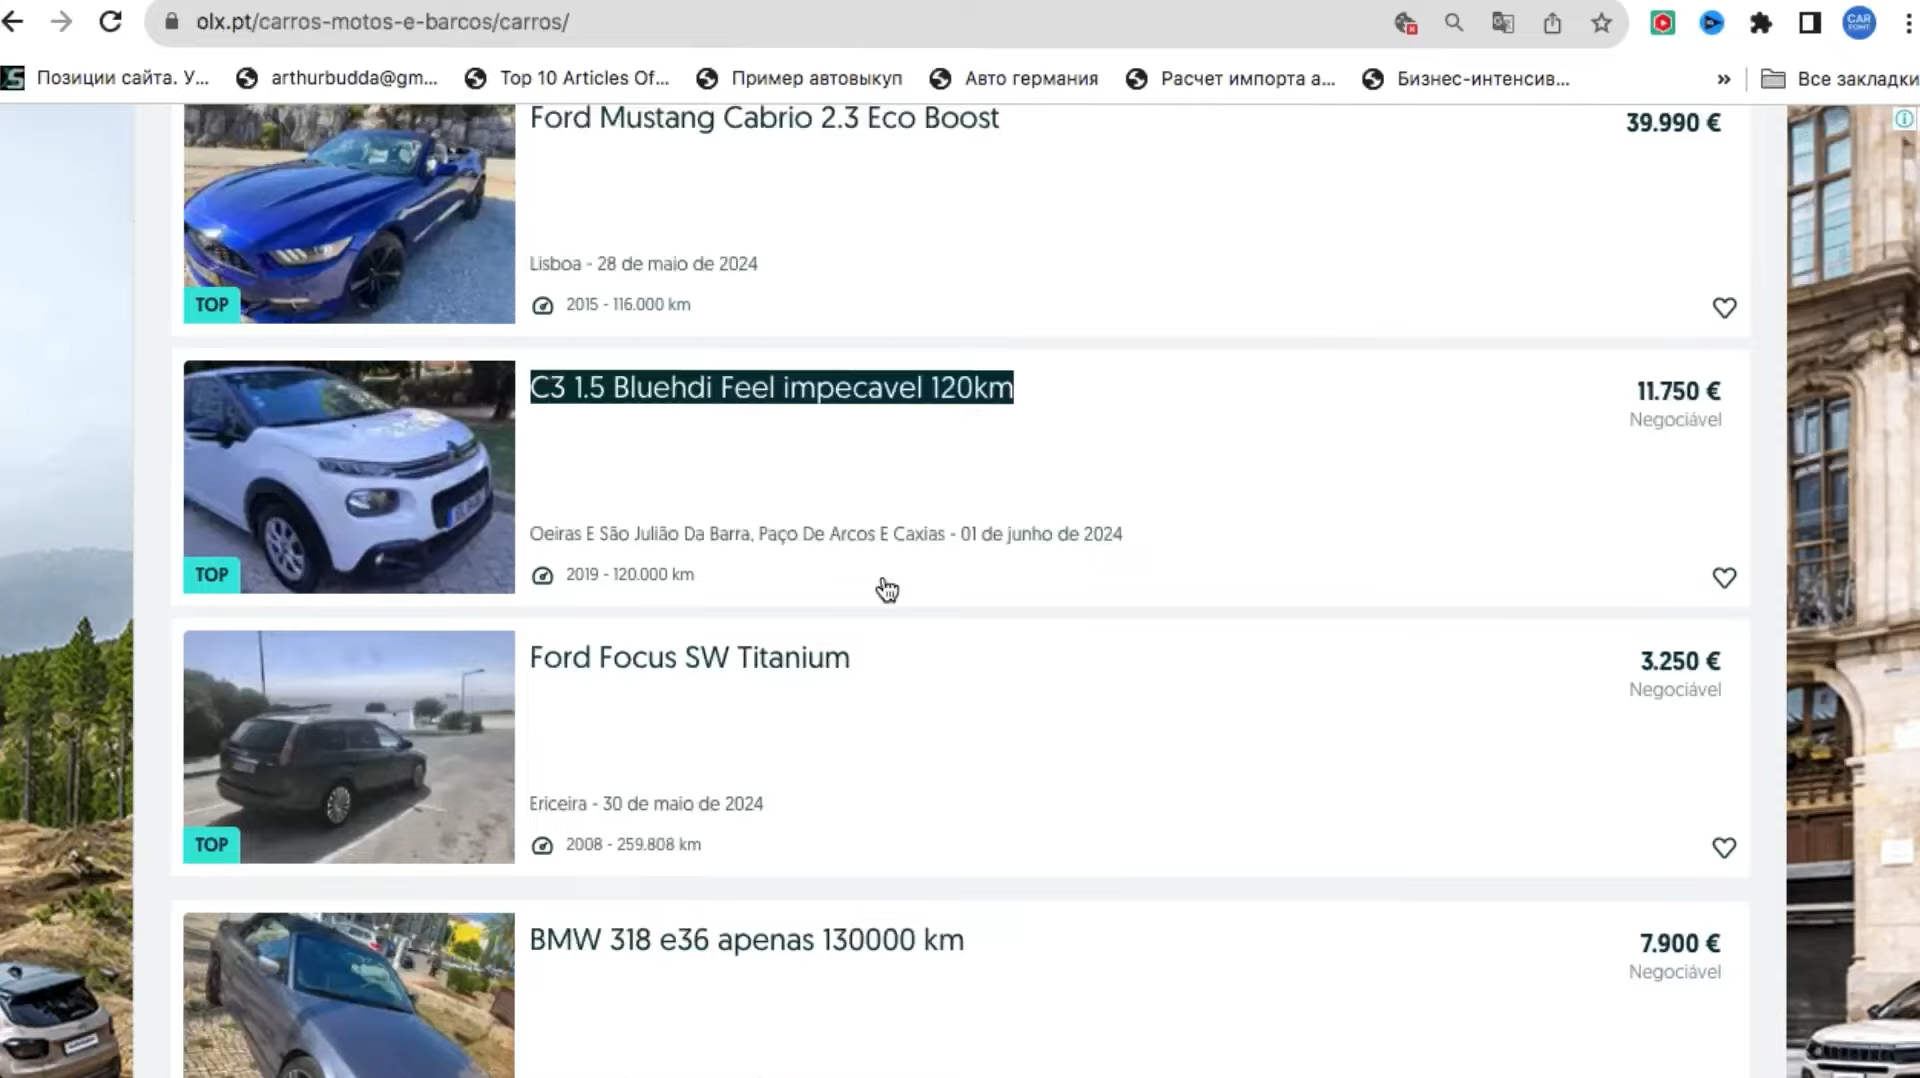 olx.pt/carros-motos-e-barcos/carros/
CAR POINT
Позиции сайта. У...
arthurbudda@gm...
Top 10 Articles Of...
Пример автовыкуп
Авто германия
Расчет импорта а...
Бизнес-интенсив...
»
Все закладки
Ford Mustang Cabrio 2.3 Eco Boost
39.990 €
Lisboa - 28 de maio de 2024
TOP
2015 - 116.000 km
C3 1.5 Bluehdi Feel impecavel 120km
11.750 €
Negociável
Oeiras E São Julião Da Barra, Paço De Arcos E Caxias - 01 de junho de 2024
TOP
2019 - 120.000 km
Ford Focus SW Titanium
3.250 €
Negociável
Ericeira - 30 de maio de 2024
TOP
2008 - 259.808 km
BMW 318 e36 apenas 130000 km
7.900 €
Negociável